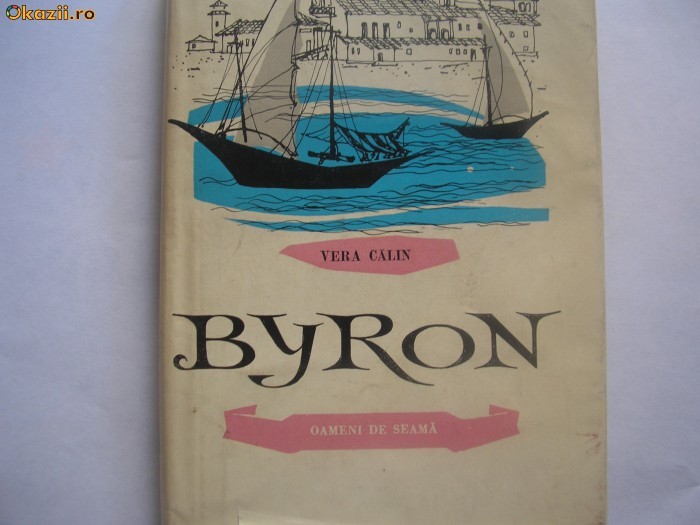 Okazii.ro
VERA CĂLIN
BYRON
OAMENI DE SEAMĂ